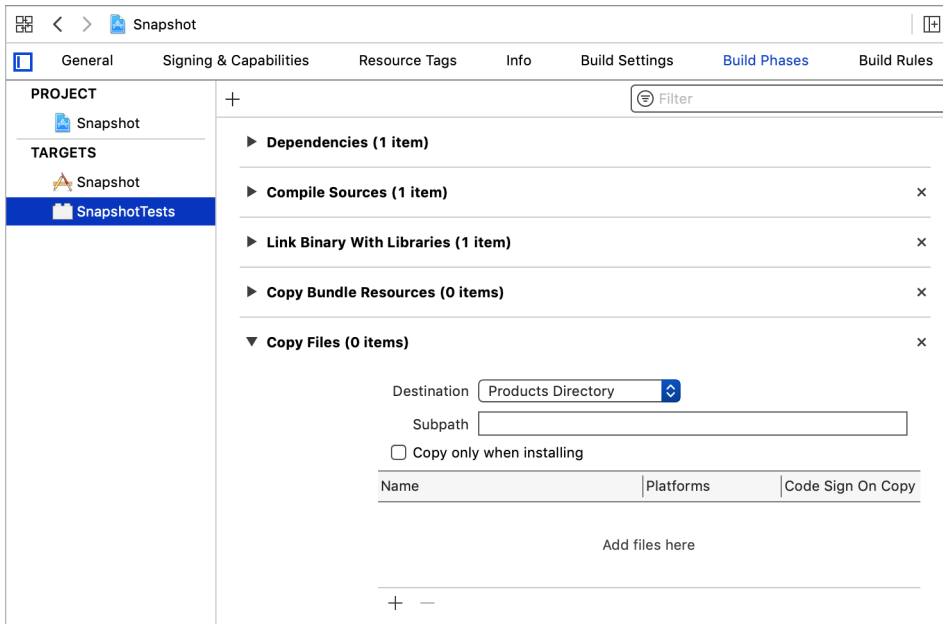 Snapshot
General Signing & Capabilities Resource Tags Info Build Settings Build Phases Build Rules
PROJECT
Snapshot
TARGETS
Snapshot
SnapshotTests
Filter
Dependencies (1 item)
Compile Sources (1 item)
Link Binary With Libraries (1 item)
Copy Bundle Resources (0 items)
Copy Files (0 items)
Destination Products Directory
Subpath
Copy only when installing
Name Platforms Code Sign On Copy
Add files here